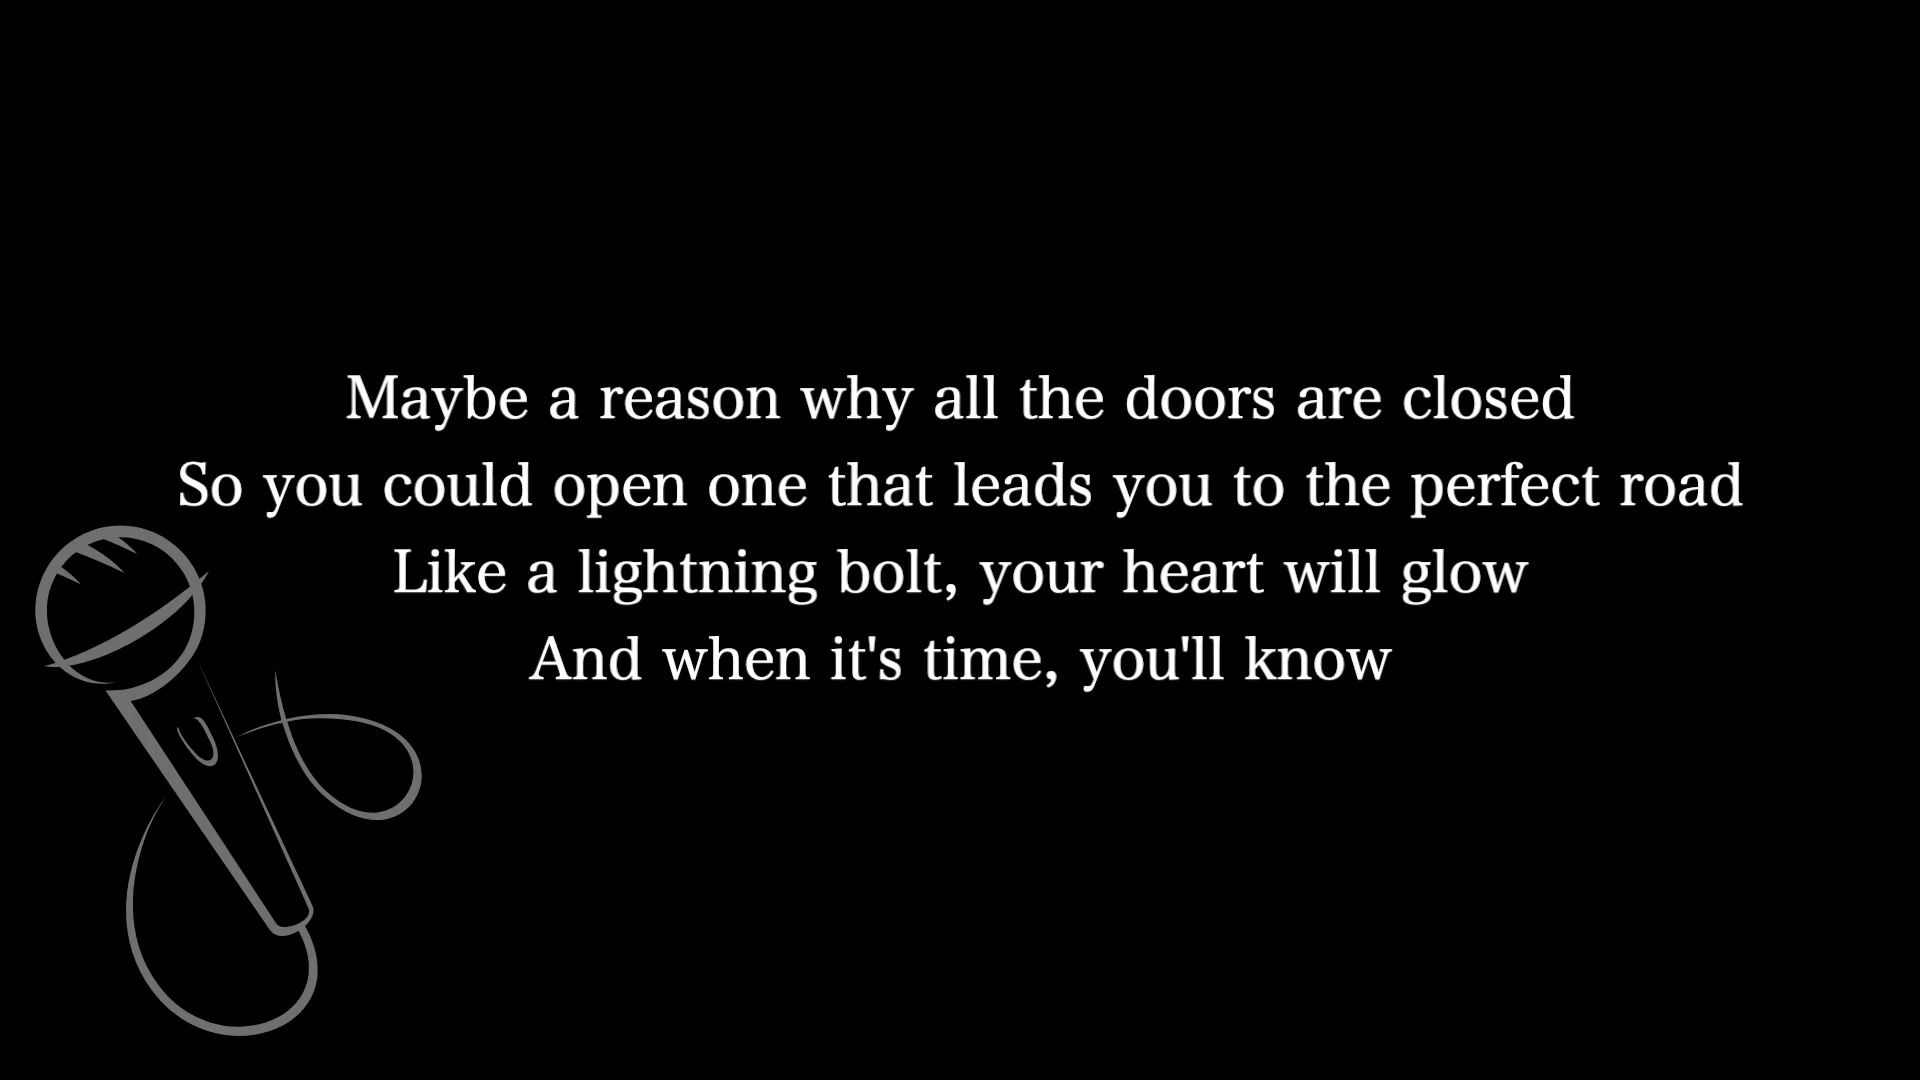 Maybe a reason why all the doors are closed
So you could open one that leads you to the perfect road
Like a lightning bolt, your heart will glow
And when it's time, you'll know